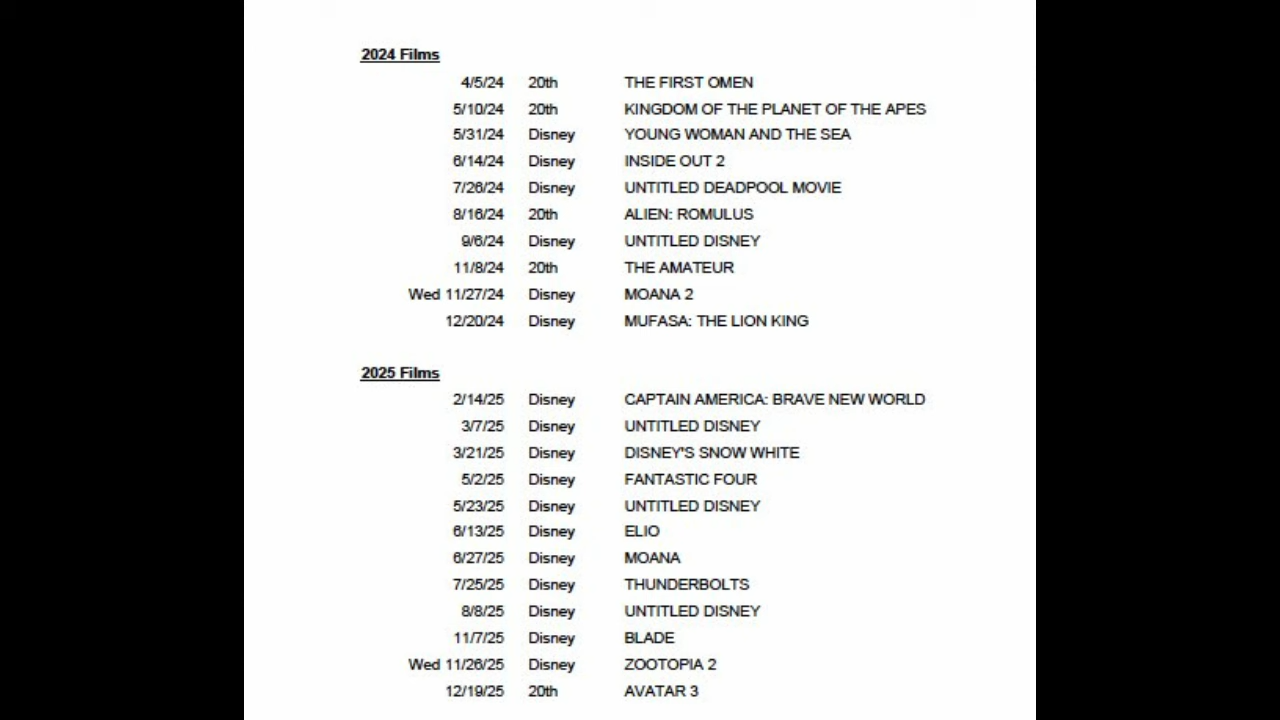 2024 Films
4/5/24 20th THE FIRST OMEN
5/10/24 20th KINGDOM OF THE PLANET OF THE APES
5/31/24 Disney YOUNG WOMAN AND THE SEA
6/14/24 Disney INSIDE OUT 2
7/26/24 Disney UNTITLED DEADPOOL MOVIE
8/16/24 20th ALIEN: ROMULUS
9/6/24 Disney UNTITLED DISNEY
11/8/24 20th THE AMATEUR
Wed 11/27/24 Disney MOANA 2
12/20/24 Disney MUFASA: THE LION KING
2025 Films
2/14/25 Disney CAPTAIN AMERICA: BRAVE NEW WORLD
3/7/25 Disney UNTITLED DISNEY
3/21/25 Disney DISNEY'S SNOW WHITE
5/2/25 Disney FANTASTIC FOUR
5/23/25 Disney UNTITLED DISNEY
6/13/25 Disney ELIO
6/27/25 Disney MOANA
7/25/25 Disney THUNDERBOLTS
8/8/25 Disney UNTITLED DISNEY
11/7/25 Disney BLADE
Wed 11/26/25 Disney ZOOTOPIA 2
12/19/25 20th AVATAR 3